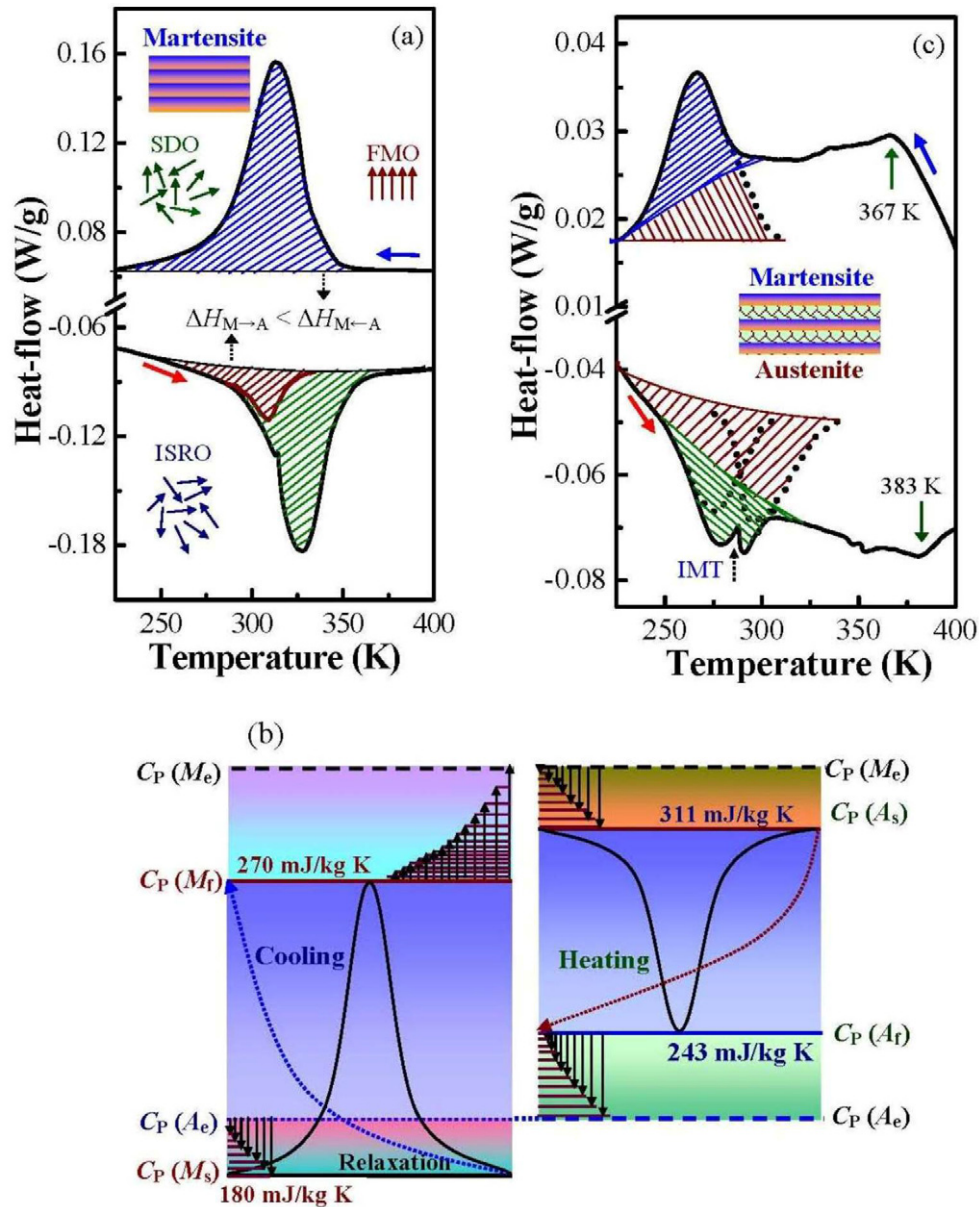 (a)
Martensite
SDO
FMO
ΔH_M→A < ΔH_M←A
ISRO
Heat-flow (W/g)
0.16
0.12
0.08
-0.06
-0.12
-0.18
250 300 350 400
Temperature (K)
(c)
367 K
Martensite
Austenite
383 K
IMT
Heat-flow (W/g)
0.04
0.03
0.02
0.01
-0.04
-0.06
-0.08
250 300 350 400
Temperature (K)
(b)
C_P (M_e)
270 mJ/kg K
C_P (M_f)
Cooling
C_P (A_e)
Relaxation
C_P (M_s)
180 mJ/kg K
C_P (M_e)
311 mJ/kg K
C_P (A_s)
Heating
C_P (A_f)
243 mJ/kg K
C_P (A_e)